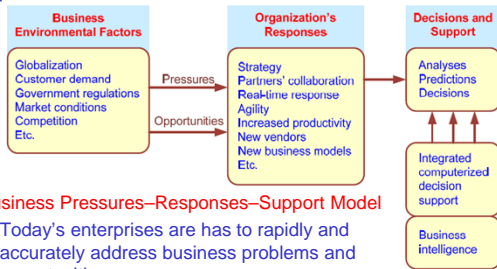 Business
Environmental Factors
Globalization
Customer demand
Government regulations
Market conditions
Competition
Etc.
Pressures
Opportunities
Organization's
Responses
Strategy
Partners' collaboration
Real-time response
Agility
Increased productivity
New vendors
New business models
Etc.
Decisions and
Support
Analyses
Predictions
Decisions
Integrated
computerized
decision
support
Business
intelligence
usiness Pressures–Responses–Support Model
Today's enterprises are has to rapidly and
accurately address business problems and